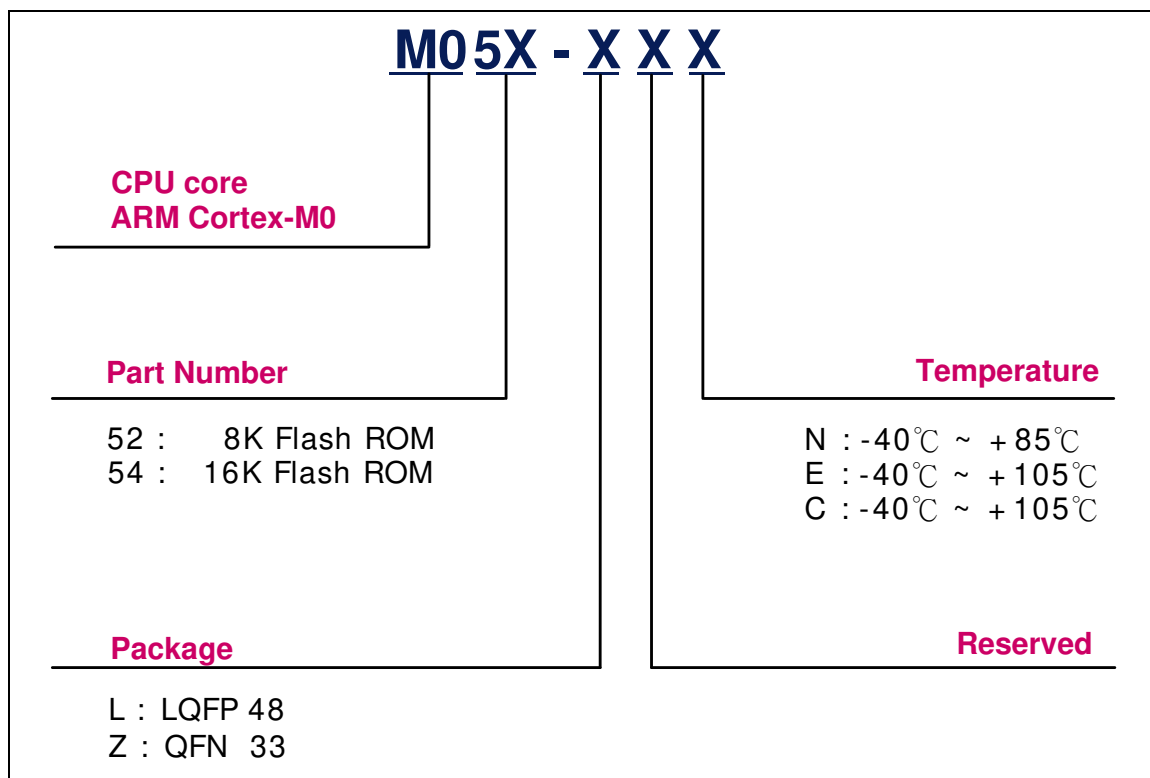 M05X - X X X
CPU core
ARM Cortex-M0
Part Number
52 : 8K Flash ROM
54 : 16K Flash ROM
Temperature
N : -40℃ ~ +85℃
E : -40℃ ~ +105℃
C : -40℃ ~ +105℃
Package
L : LQFP 48
Z : QFN 33
Reserved